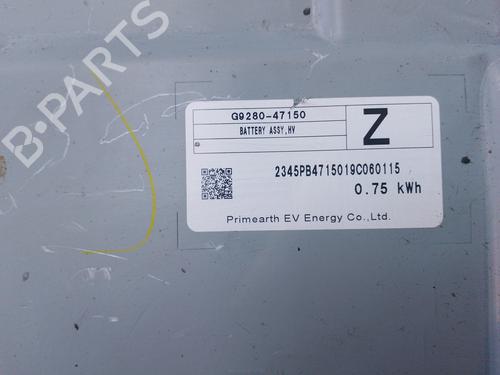 B-PARTS
G9280-47150
BATTERY ASSY,HV
Z
2345PB4715019C060115
0.75 kWh
Primearth EV Energy Co.,Ltd.